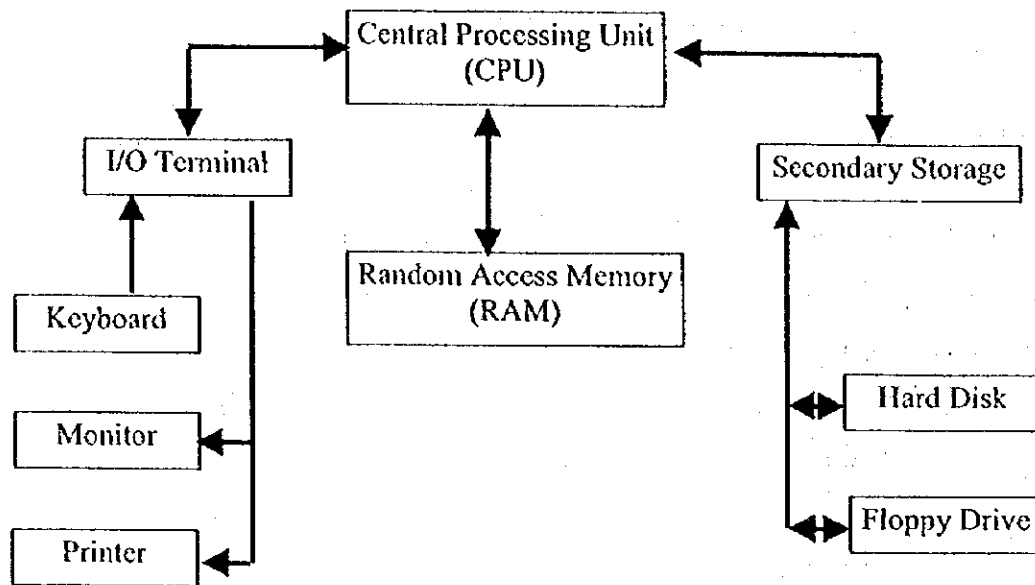 Central Processing Unit
(CPU)
I/O Terminal
Secondary Storage
Random Access Memory
(RAM)
Keyboard
Monitor
Printer
Hard Disk
Floppy Drive